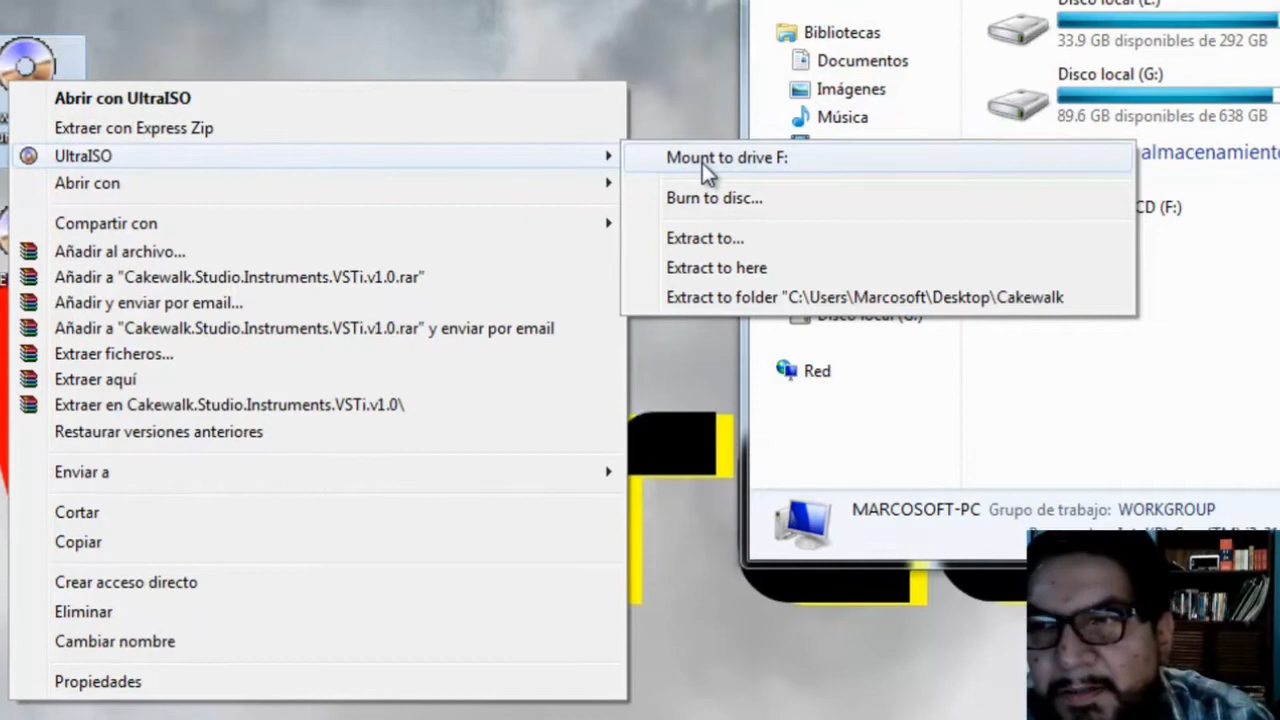 Abrir con UltraISO
Extraer con Express Zip
UltraISO
Abrir con
Compartir con
Añadir al archivo...
Añadir a "Cakewalk.Studio.Instruments.VSTi.v1.0.rar"
Añadir y enviar por email...
Añadir a "Cakewalk.Studio.Instruments.VSTi.v1.0.rar" y enviar por email
Extraer ficheros...
Extraer aquí
Extraer en Cakewalk.Studio.Instruments.VSTi.v1.0\
Restaurar versiones anteriores
Enviar a
Cortar
Copiar
Crear acceso directo
Eliminar
Cambiar nombre
Propiedades
Mount to drive F:
Burn to disc...
Extract to...
Extract to here
Extract to folder "C:\Users\Marcosoft\Desktop\Cakewalk
Bibliotecas
Documentos
Imágenes
Música
Disco local (G:)
Red
Disco local (E:)
33.9 GB disponibles de 292 GB
Disco local (G:)
89.6 GB disponibles de 638 GB
almacenamiento
CD (F:)
MARCOSOFT-PC Grupo de trabajo: WORKGROUP